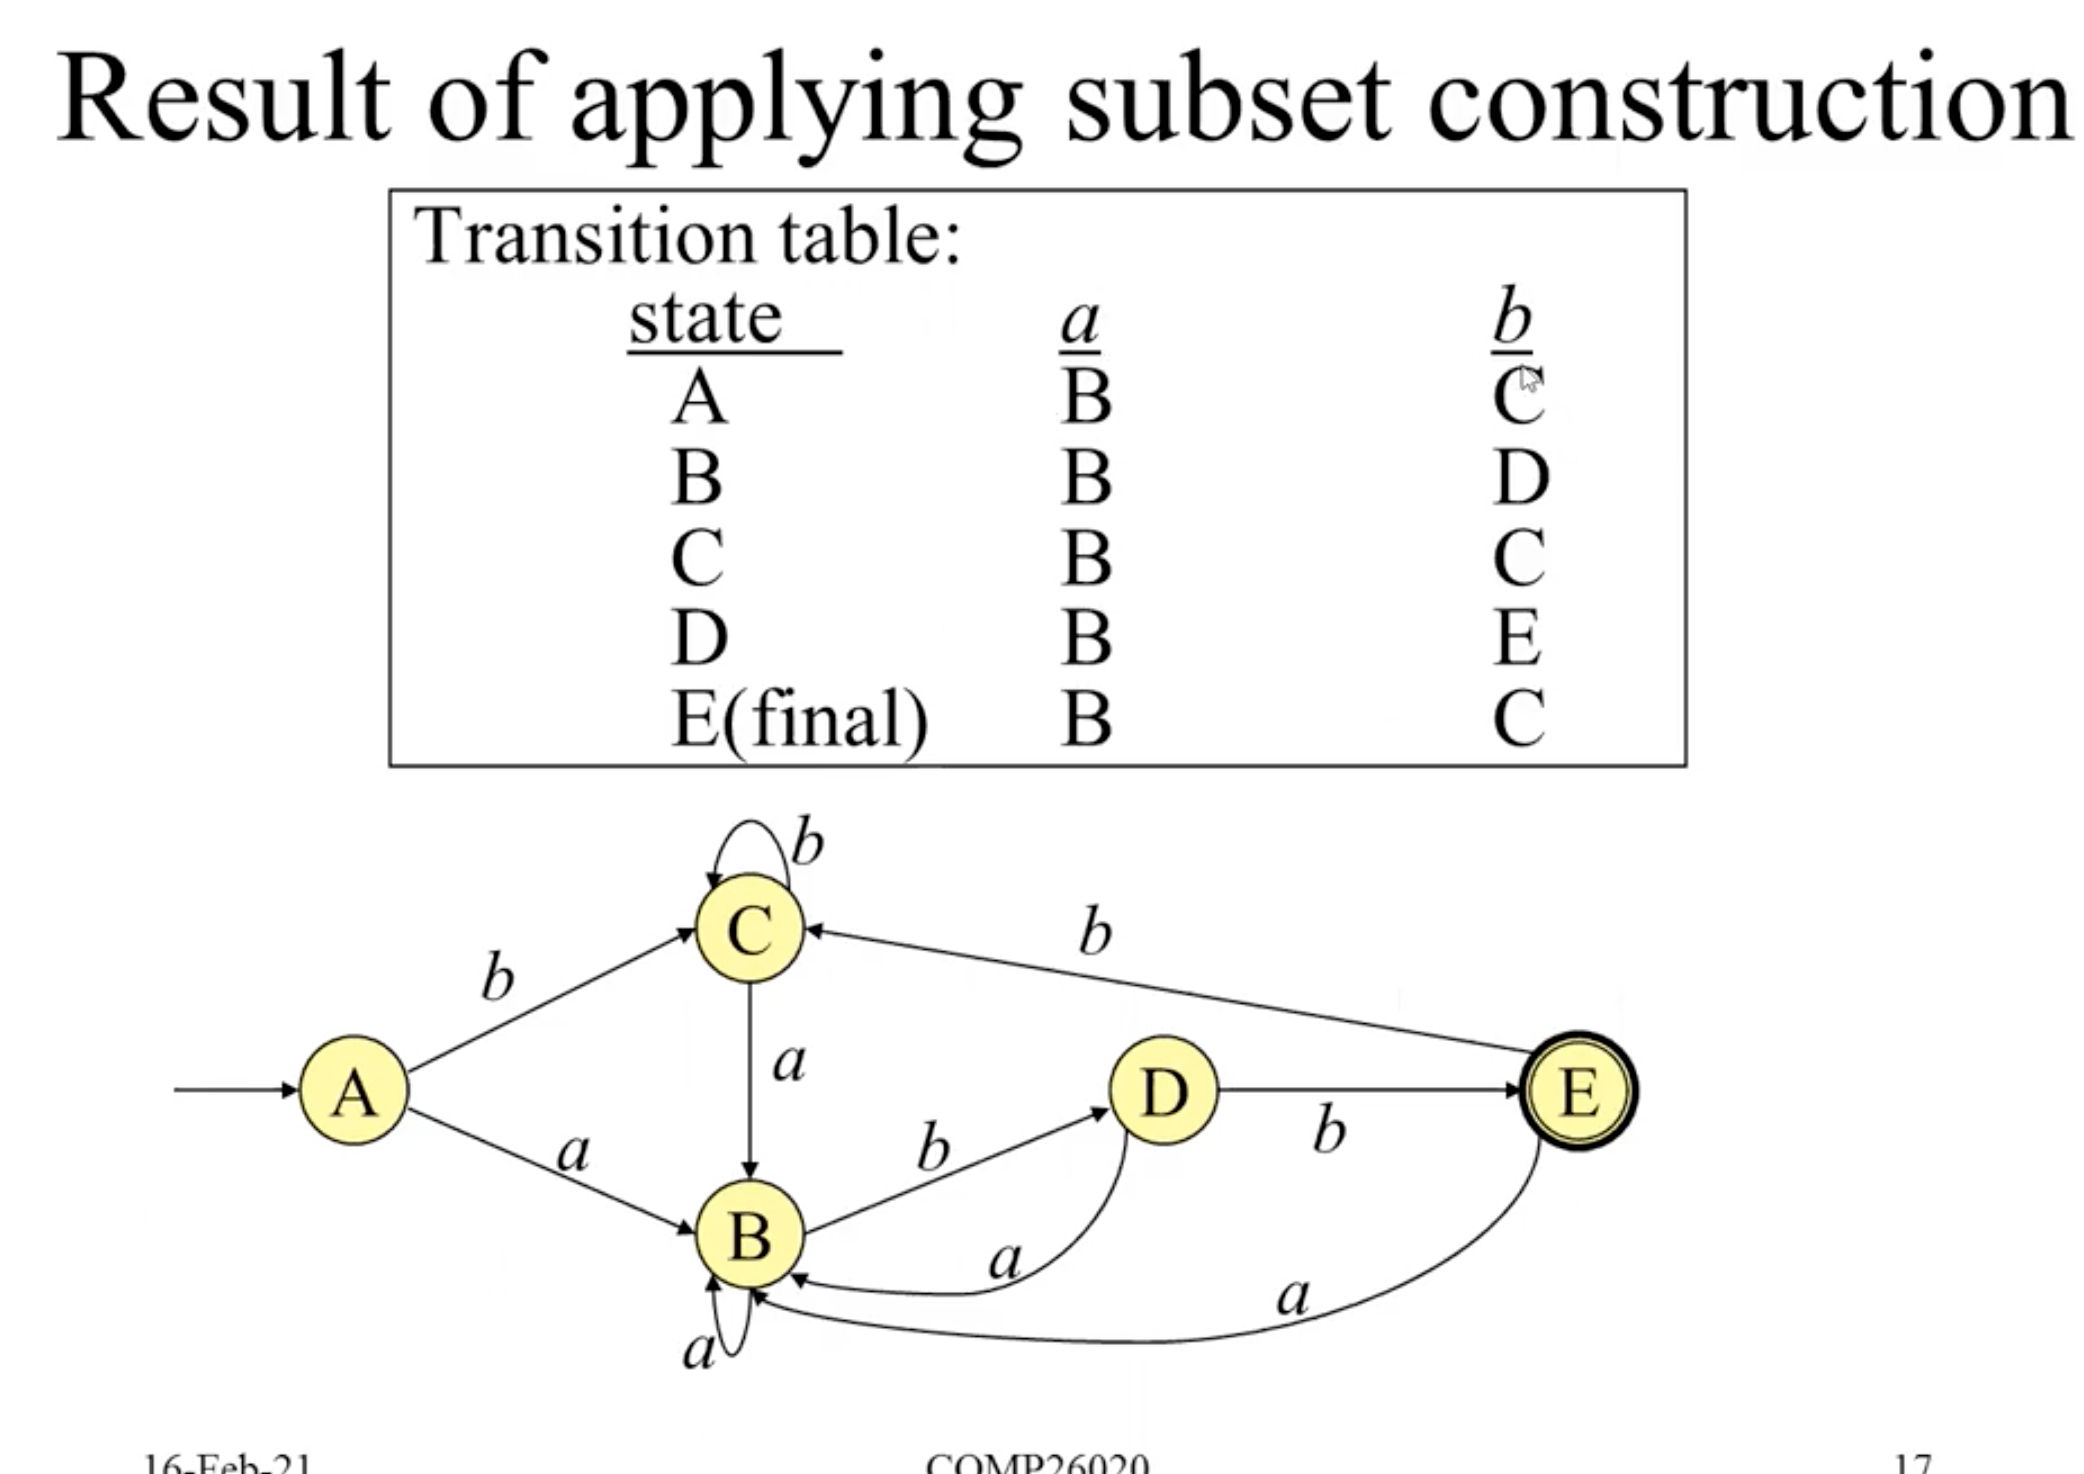 Result of applying subset construction
Transition table:
state a b
A B C
B B D
C B C
D B E
E(final) B C
b
C
b
b
A
a
D
E
b
a
b
B
a
a
a
16-Feb-21 COMP26020 17